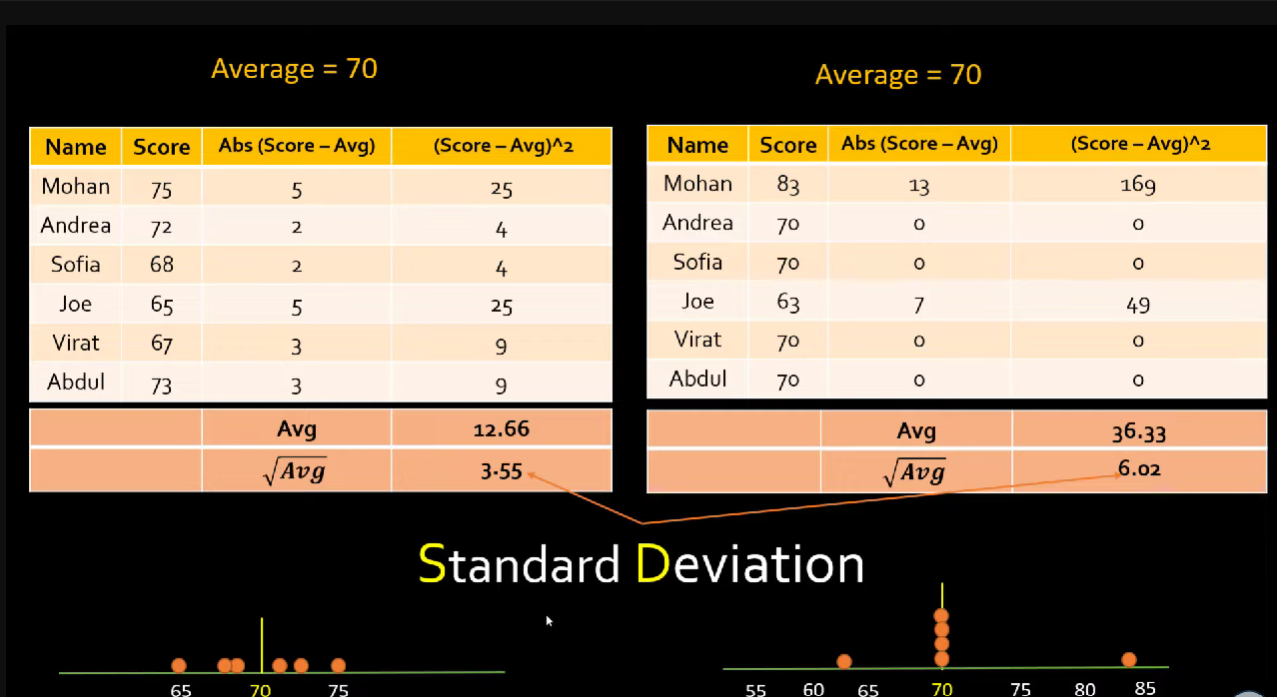 Average = 70
Name Score Abs (Score – Avg) (Score – Avg)^2
Mohan 75 5 25
Andrea 72 2 4
Sofia 68 2 4
Joe 65 5 25
Virat 67 3 9
Abdul 73 3 9
Avg 12.66
√Avg 3.55
Average = 70
Name Score Abs (Score – Avg) (Score – Avg)^2
Mohan 83 13 169
Andrea 70 0 0
Sofia 70 0 0
Joe 63 7 49
Virat 70 0 0
Abdul 70 0 0
Avg 36.33
√Avg 6.02
Standard Deviation
65 70 75
55 60 65 70 75 80 85